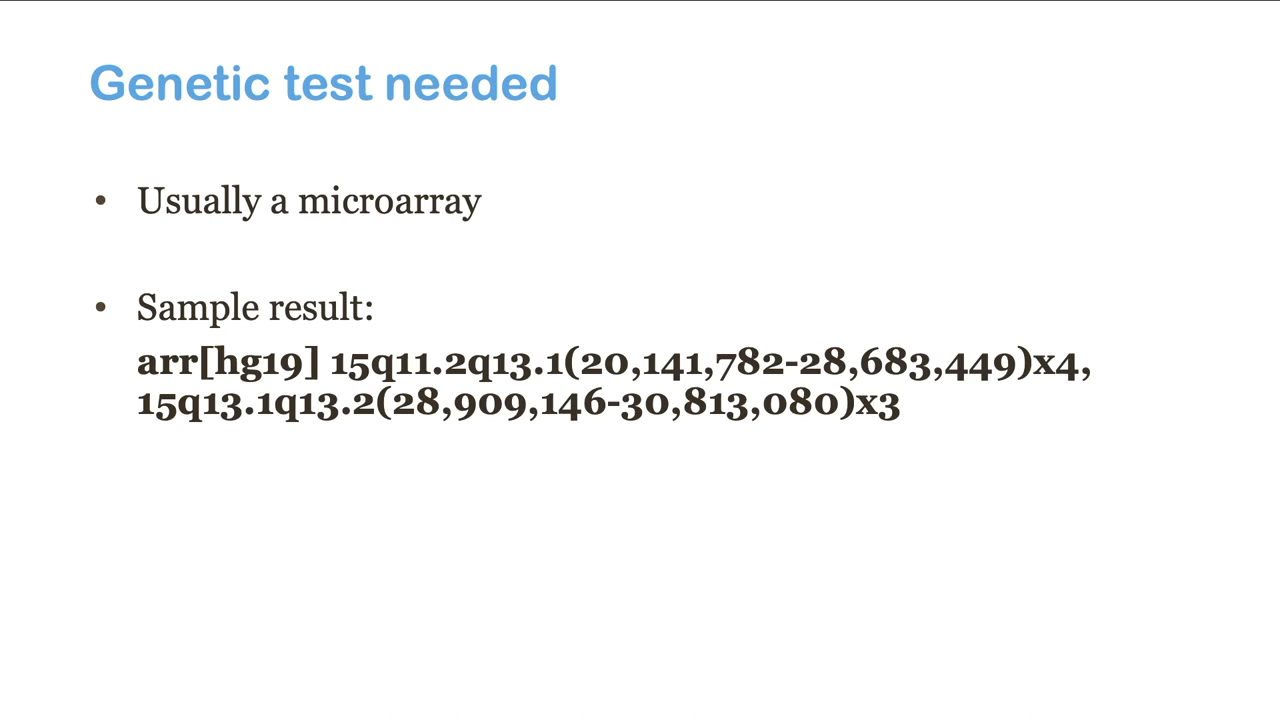 Genetic test needed
• Usually a microarray
• Sample result:
arr[hg19] 15q11.2q13.1(20,141,782-28,683,449)x4,
15q13.1q13.2(28,909,146-30,813,080)x3